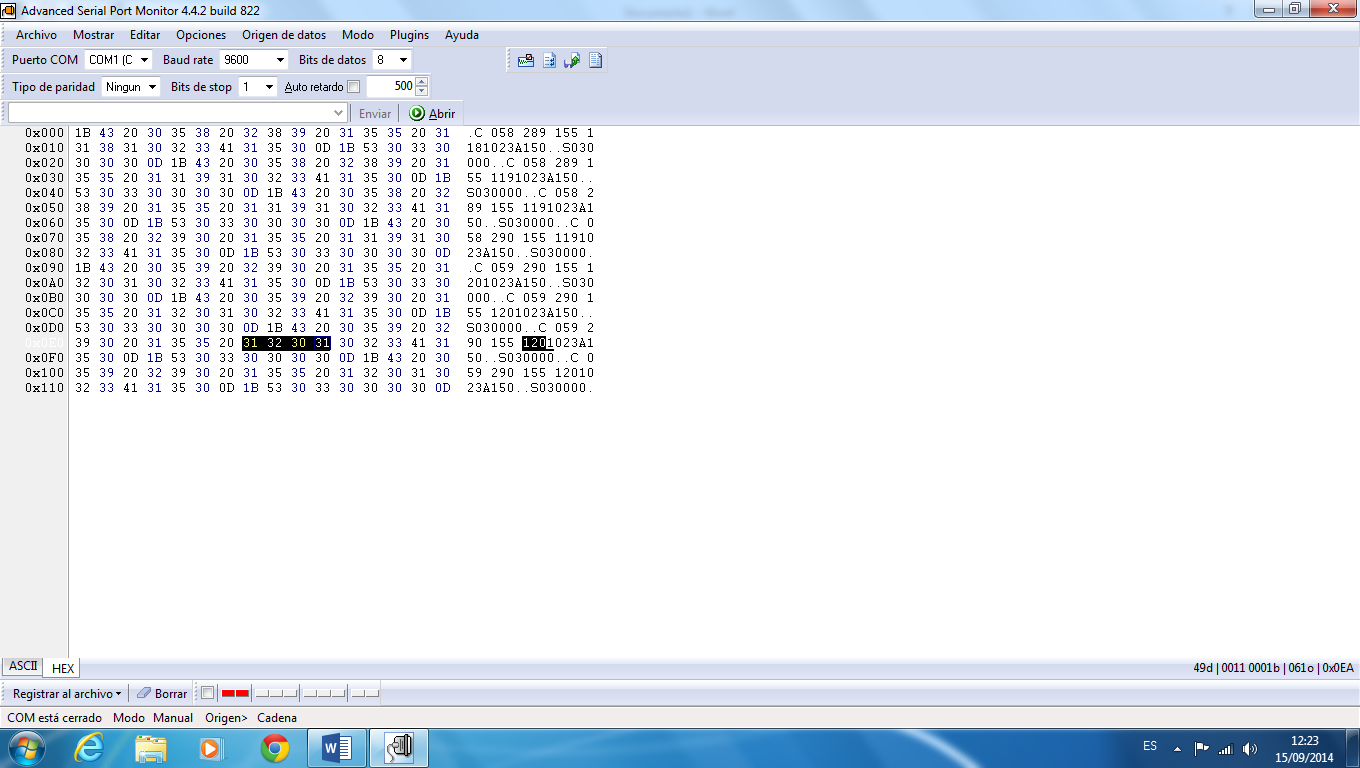 Advanced Serial Port Monitor 4.4.2 build 822
Archivo Mostrar Editar Opciones Origen de datos Modo Plugins Ayuda
Puerto COM COM1 (C Baud rate 9600 Bits de datos 8
Tipo de paridad Ningun Bits de stop 1 Auto retardo 500
Enviar Abrir
0x000 1B 43 20 30 35 38 20 32 38 39 20 31 35 35 20 31 .C 058 289 155 1
0x010 31 38 31 30 32 33 41 31 35 30 0D 1B 53 30 33 30 181023A150..S030
0x020 30 30 30 0D 1B 43 20 30 35 38 20 32 38 39 20 31 000..C 058 289 1
0x030 35 35 20 31 31 39 31 30 32 33 41 31 35 30 0D 1B 55 1191023A150..
0x040 53 30 33 30 30 30 30 0D 1B 43 20 30 35 38 20 32 S030000..C 058 2
0x050 38 39 20 31 35 35 20 31 31 39 31 30 32 33 41 31 89 155 1191023A1
0x060 35 30 0D 1B 53 30 33 30 30 30 30 0D 1B 43 20 30 50..S030000..C 0
0x070 35 38 20 32 39 30 20 31 35 35 20 31 31 39 31 30 58 290 155 11910
0x080 32 33 41 31 35 30 0D 1B 53 30 33 30 30 30 30 0D 23A150..S030000.
0x090 1B 43 20 30 35 39 20 32 39 30 20 31 35 35 20 31 .C 059 290 155 1
0x0A0 32 30 31 30 32 33 41 31 35 30 0D 1B 53 30 33 30 201023A150..S030
0x0B0 30 30 30 0D 1B 43 20 30 35 39 20 32 39 30 20 31 000..C 059 290 1
0x0C0 35 35 20 31 32 30 31 30 32 33 41 31 35 30 0D 1B 55 1201023A150..
0x0D0 53 30 33 30 30 30 30 0D 1B 43 20 30 35 39 20 32 S030000..C 059 2
0x0E0 39 30 20 31 35 35 20 31 32 30 31 30 32 33 41 31 90 155 1201023A1
0x0F0 35 30 0D 1B 53 30 33 30 30 30 30 0D 1B 43 20 30 50..S030000..C 0
0x100 35 39 20 32 39 30 20 31 35 35 20 31 32 30 31 30 59 290 155 12010
0x110 32 33 41 31 35 30 0D 1B 53 30 33 30 30 30 30 0D 23A150..S030000.
ASCII HEX 49d | 0011 0001b | 061o | 0x0EA
Registrar al archivo Borrar
COM está cerrado Modo Manual Origen> Cadena
ES 12:23
15/09/2014